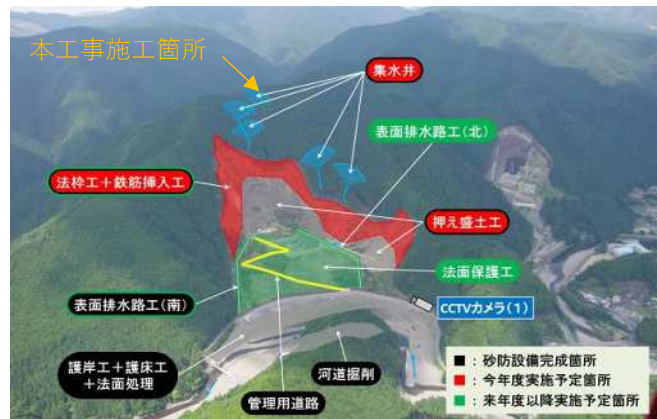 本工事施工箇所
集水井
表面排水路工(北)
法枠工+鉄筋挿入工
押え盛土工
法面保護工
表面排水路工(南)
CCTVカメラ(1)
護岸工+護床工
+法面処理
河道掘削
管理用道路
■:砂防設備完成箇所
■:今年度実施予定箇所
■:来年度以降実施予定箇所